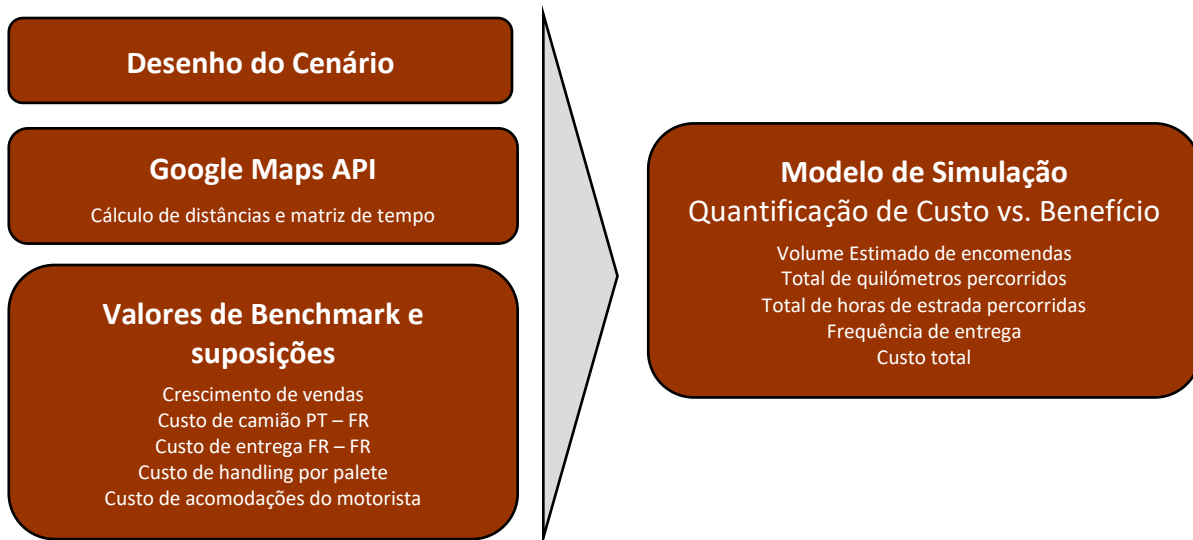 Desenho do Cenário
Google Maps API
Cálculo de distâncias e matriz de tempo
Valores de Benchmark e
suposições
Crescimento de vendas
Custo de camião PT – FR
Custo de entrega FR – FR
Custo de handling por palete
Custo de acomodações do motorista
Modelo de Simulação
Quantificação de Custo vs. Benefício
Volume Estimado de encomendas
Total de quilómetros percorridos
Total de horas de estrada percorridas
Frequência de entrega
Custo total